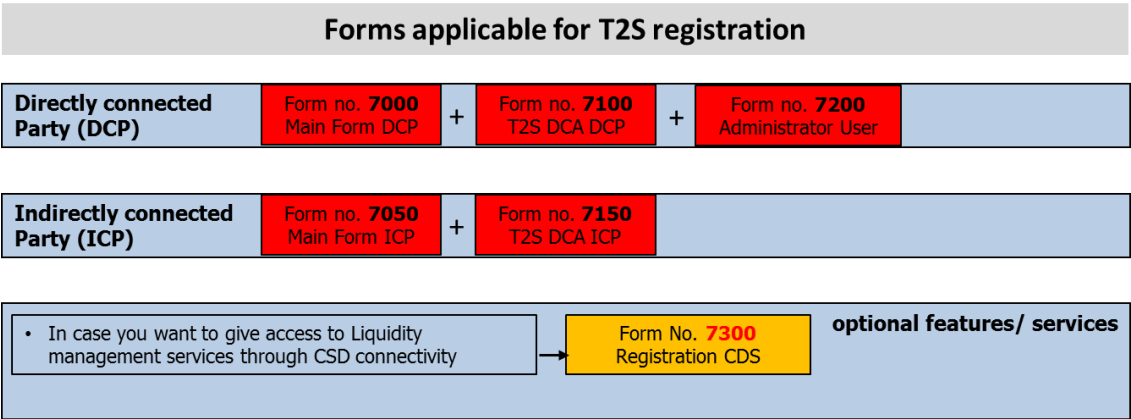 Forms applicable for T2S registration
Directly connected
Party (DCP)
Form no. 7000
Main Form DCP
+
Form no. 7100
T2S DCA DCP
+
Form no. 7200
Administrator User
Indirectly connected
Party (ICP)
Form no. 7050
Main Form ICP
+
Form no. 7150
T2S DCA ICP
optional features/ services
• In case you want to give access to Liquidity
management services through CSD connectivity
Form No. 7300
Registration CDS